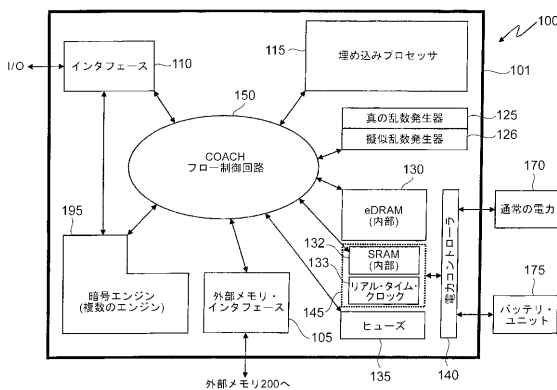 100
115
埋め込みプロセッサ
101
I/O
インタフェース
110
150
真の乱数発生器
125
擬似乱数発生器
126
COACH
フロー制御回路
130
170
eDRAM
(内部)
通常の電力
195
132
SRAM
(内部)
133
リアル・タイム・
クロック
電力コントローラ
暗号エンジン
(複数のエンジン)
外部メモリ・
インタフェース
145
175
バッテリ・
ユニット
105
ヒューズ
135
140
外部メモリ200へ